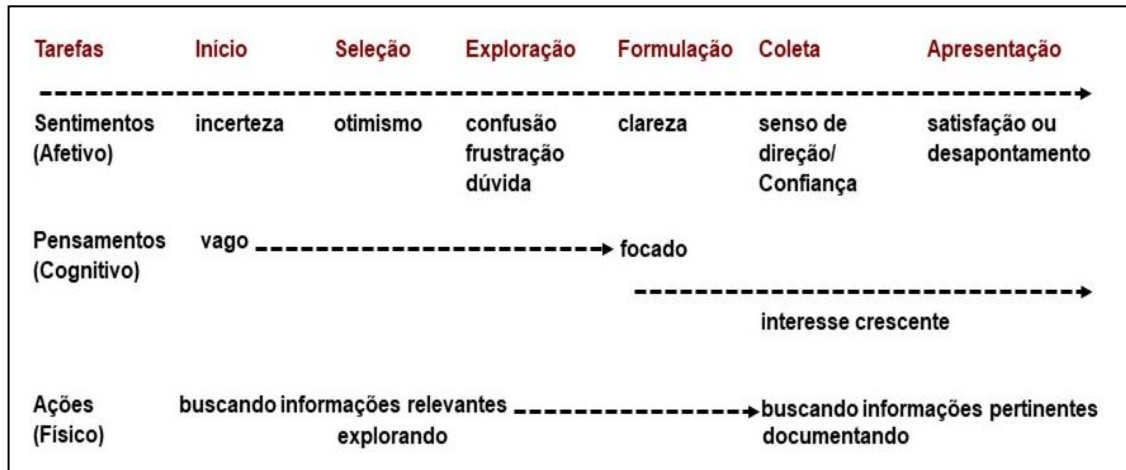 Tarefas Início Seleção Exploração Formulação Coleta Apresentação
Sentimentos incerteza otimismo confusão clareza senso de satisfação ou
(Afetivo) frustração direção/ desapontamento
dúvida Confiança
Pensamentos vago focado
(Cognitivo)
interesse crescente
Ações buscando informações relevantes buscando informações pertinentes
(Físico) explorando documentando